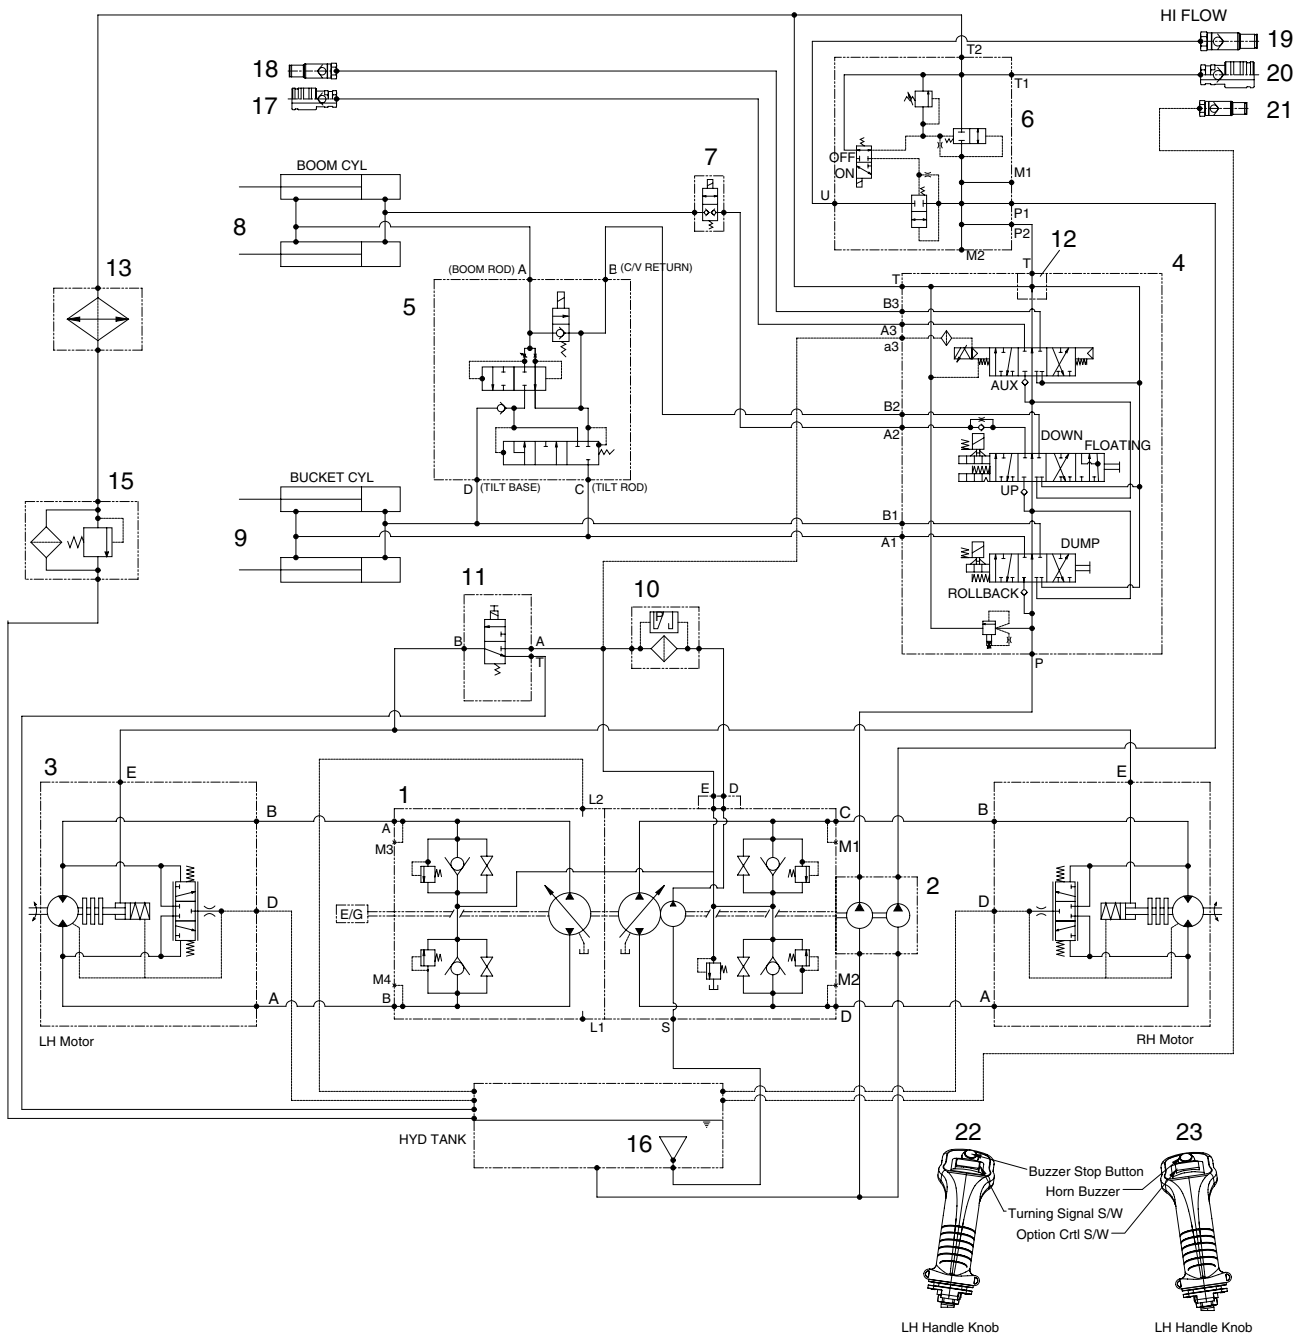 HI FLOW
19
T2
18
20
T1
17
21
6
7
BOOM CYL
OFF
ON
M1
U
P1
P2
8
12
M2
13
(BOOM ROD) A
B (C/V RETURN)
T
4
T
5
B3
A3
a3
AUX
B2
DOWN
FLOATING
A2
15
BUCKET CYL
D (TILT BASE)
C (TILT ROD)
UP
B1
9
A1
DUMP
11
10
ROLLBACK
B
A
T
P
P
3
E
E D
E
1
L2
B
A
C
B
M3
M1
2
D
E/G
D
M4
M2
A
B
L1
S
D
A
LH Motor
RH Motor
HYD TANK
16
22
23
Buzzer Stop Button
Horn Buzzer
Turning Signal S/W
Option Crtl S/W
LH Handle Knob
LH Handle Knob